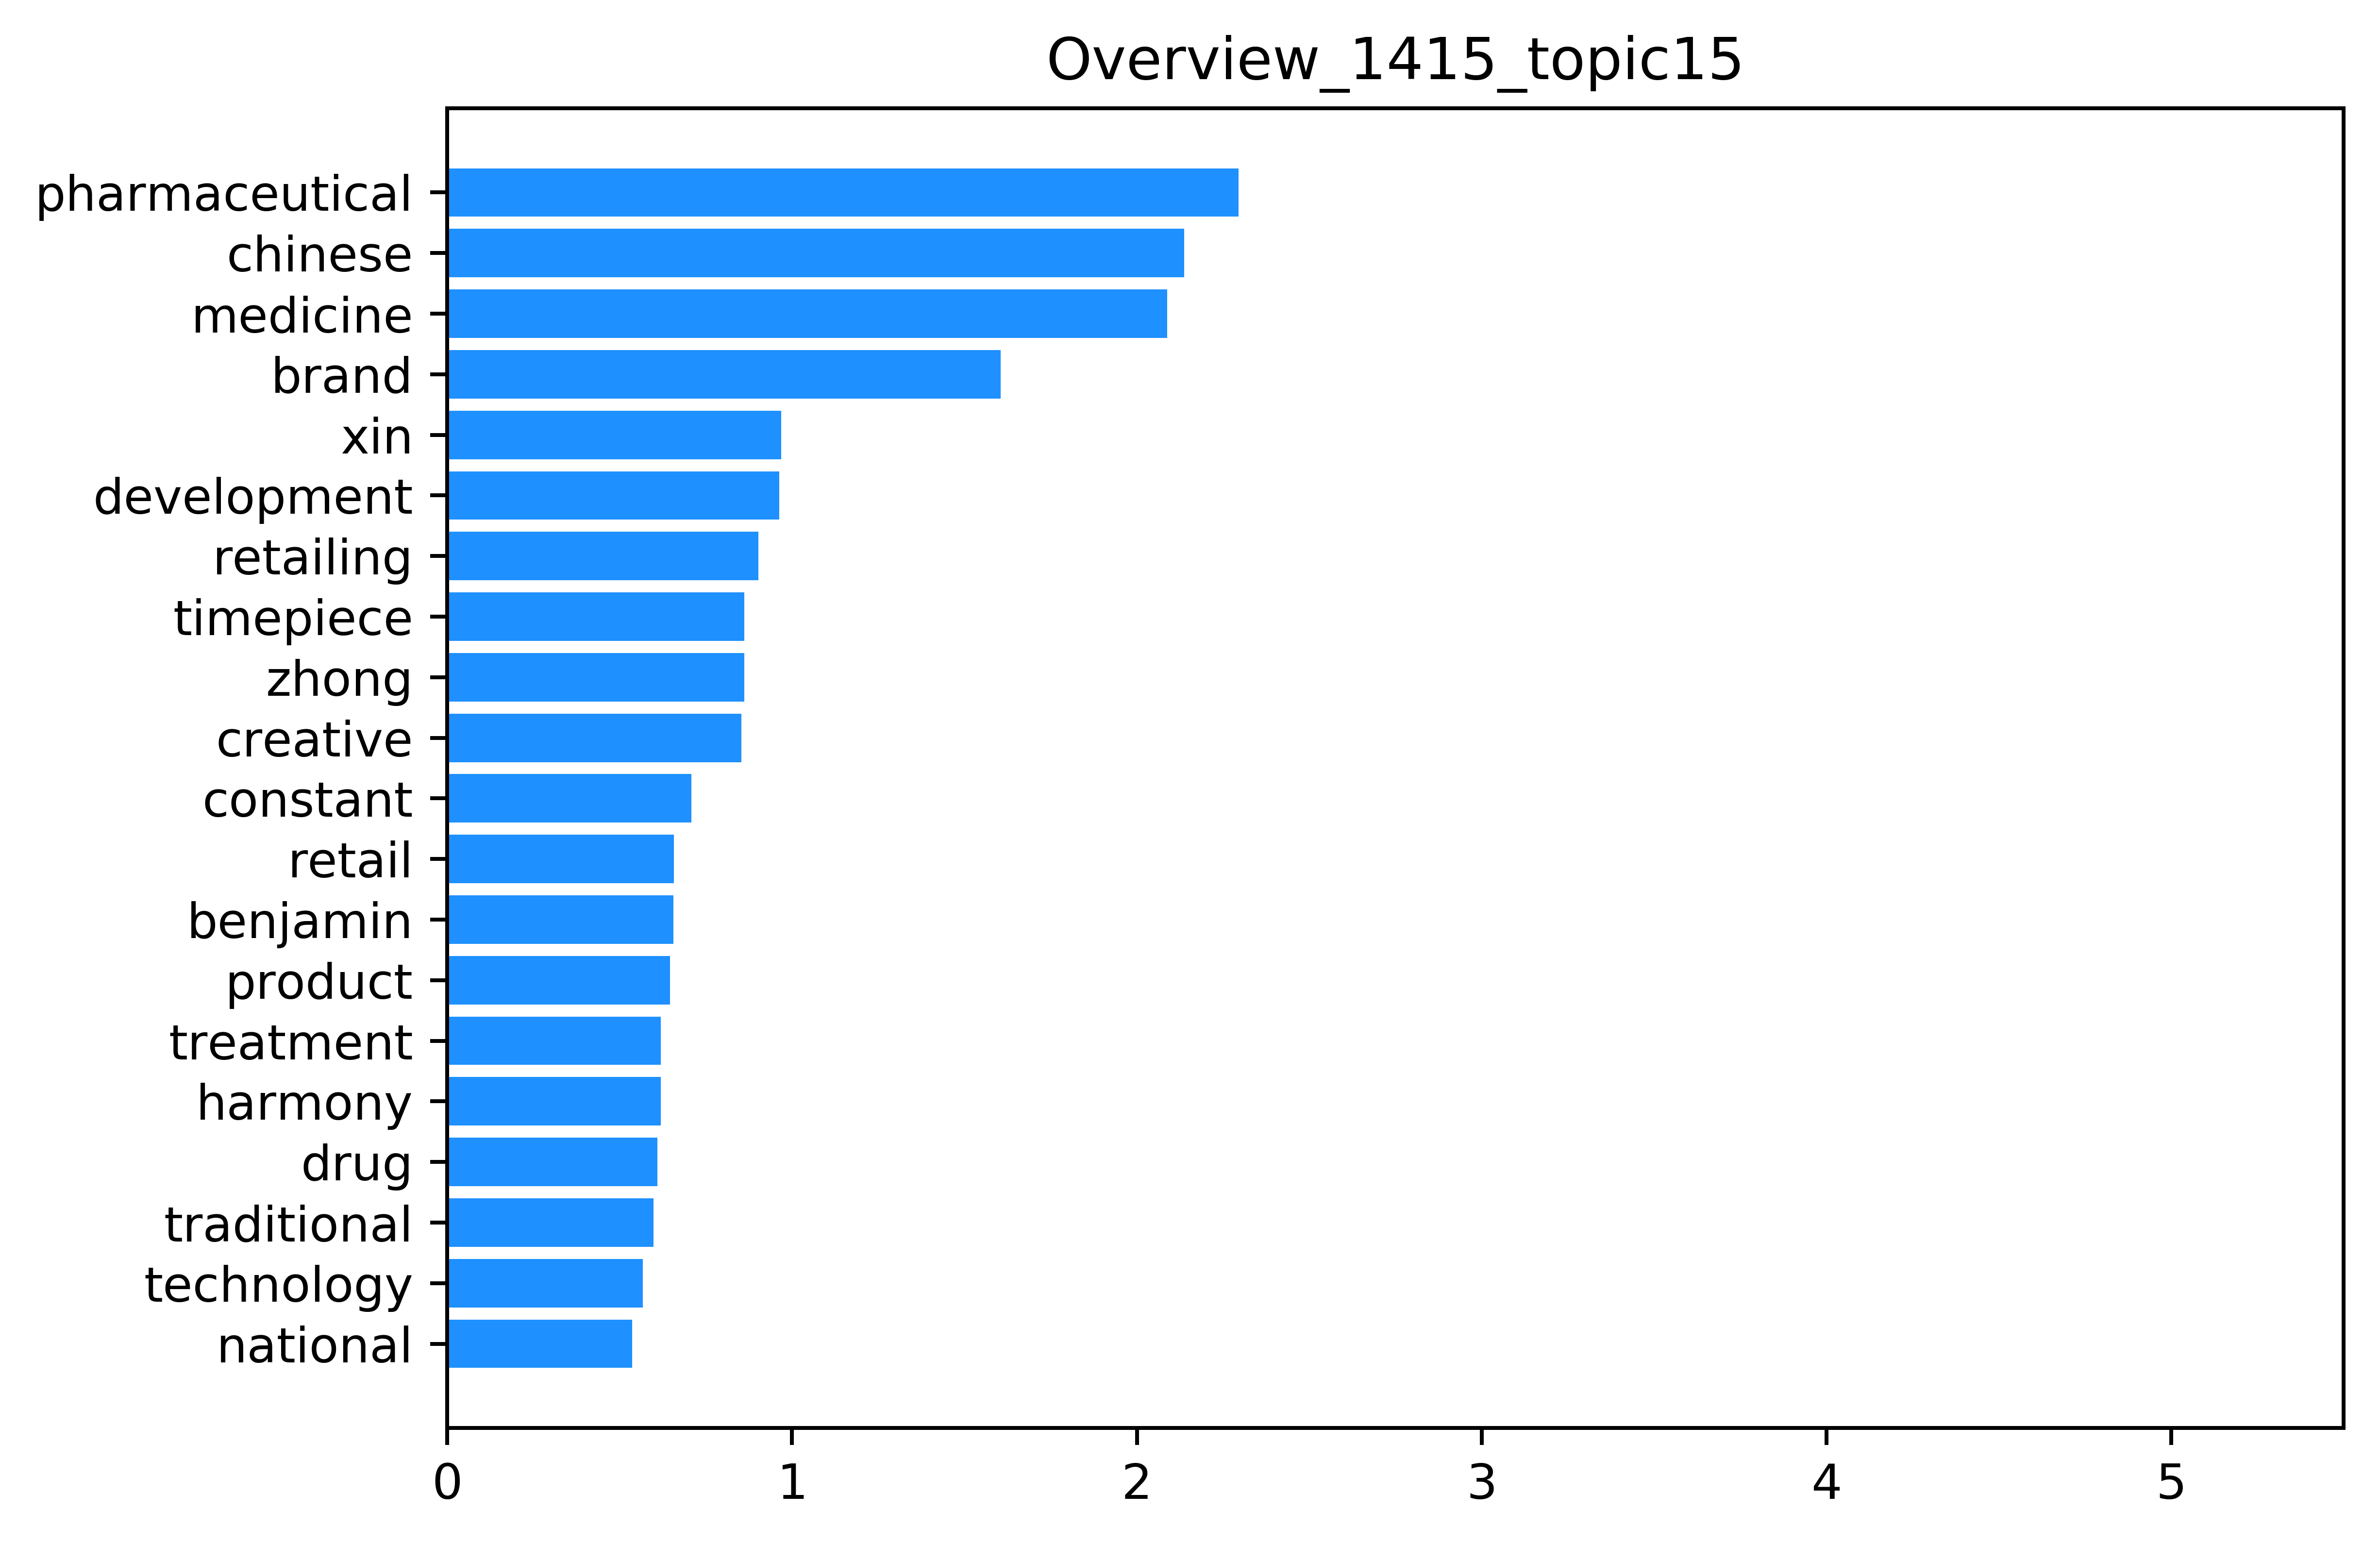 Overview_1415_topic15
pharmaceutical
chinese
medicine
brand
xin
development
retailing
timepiece
zhong
creative
constant
retail
benjamin
product
treatment
harmony
drug
traditional
technology
national
0 1 2 3 4 5